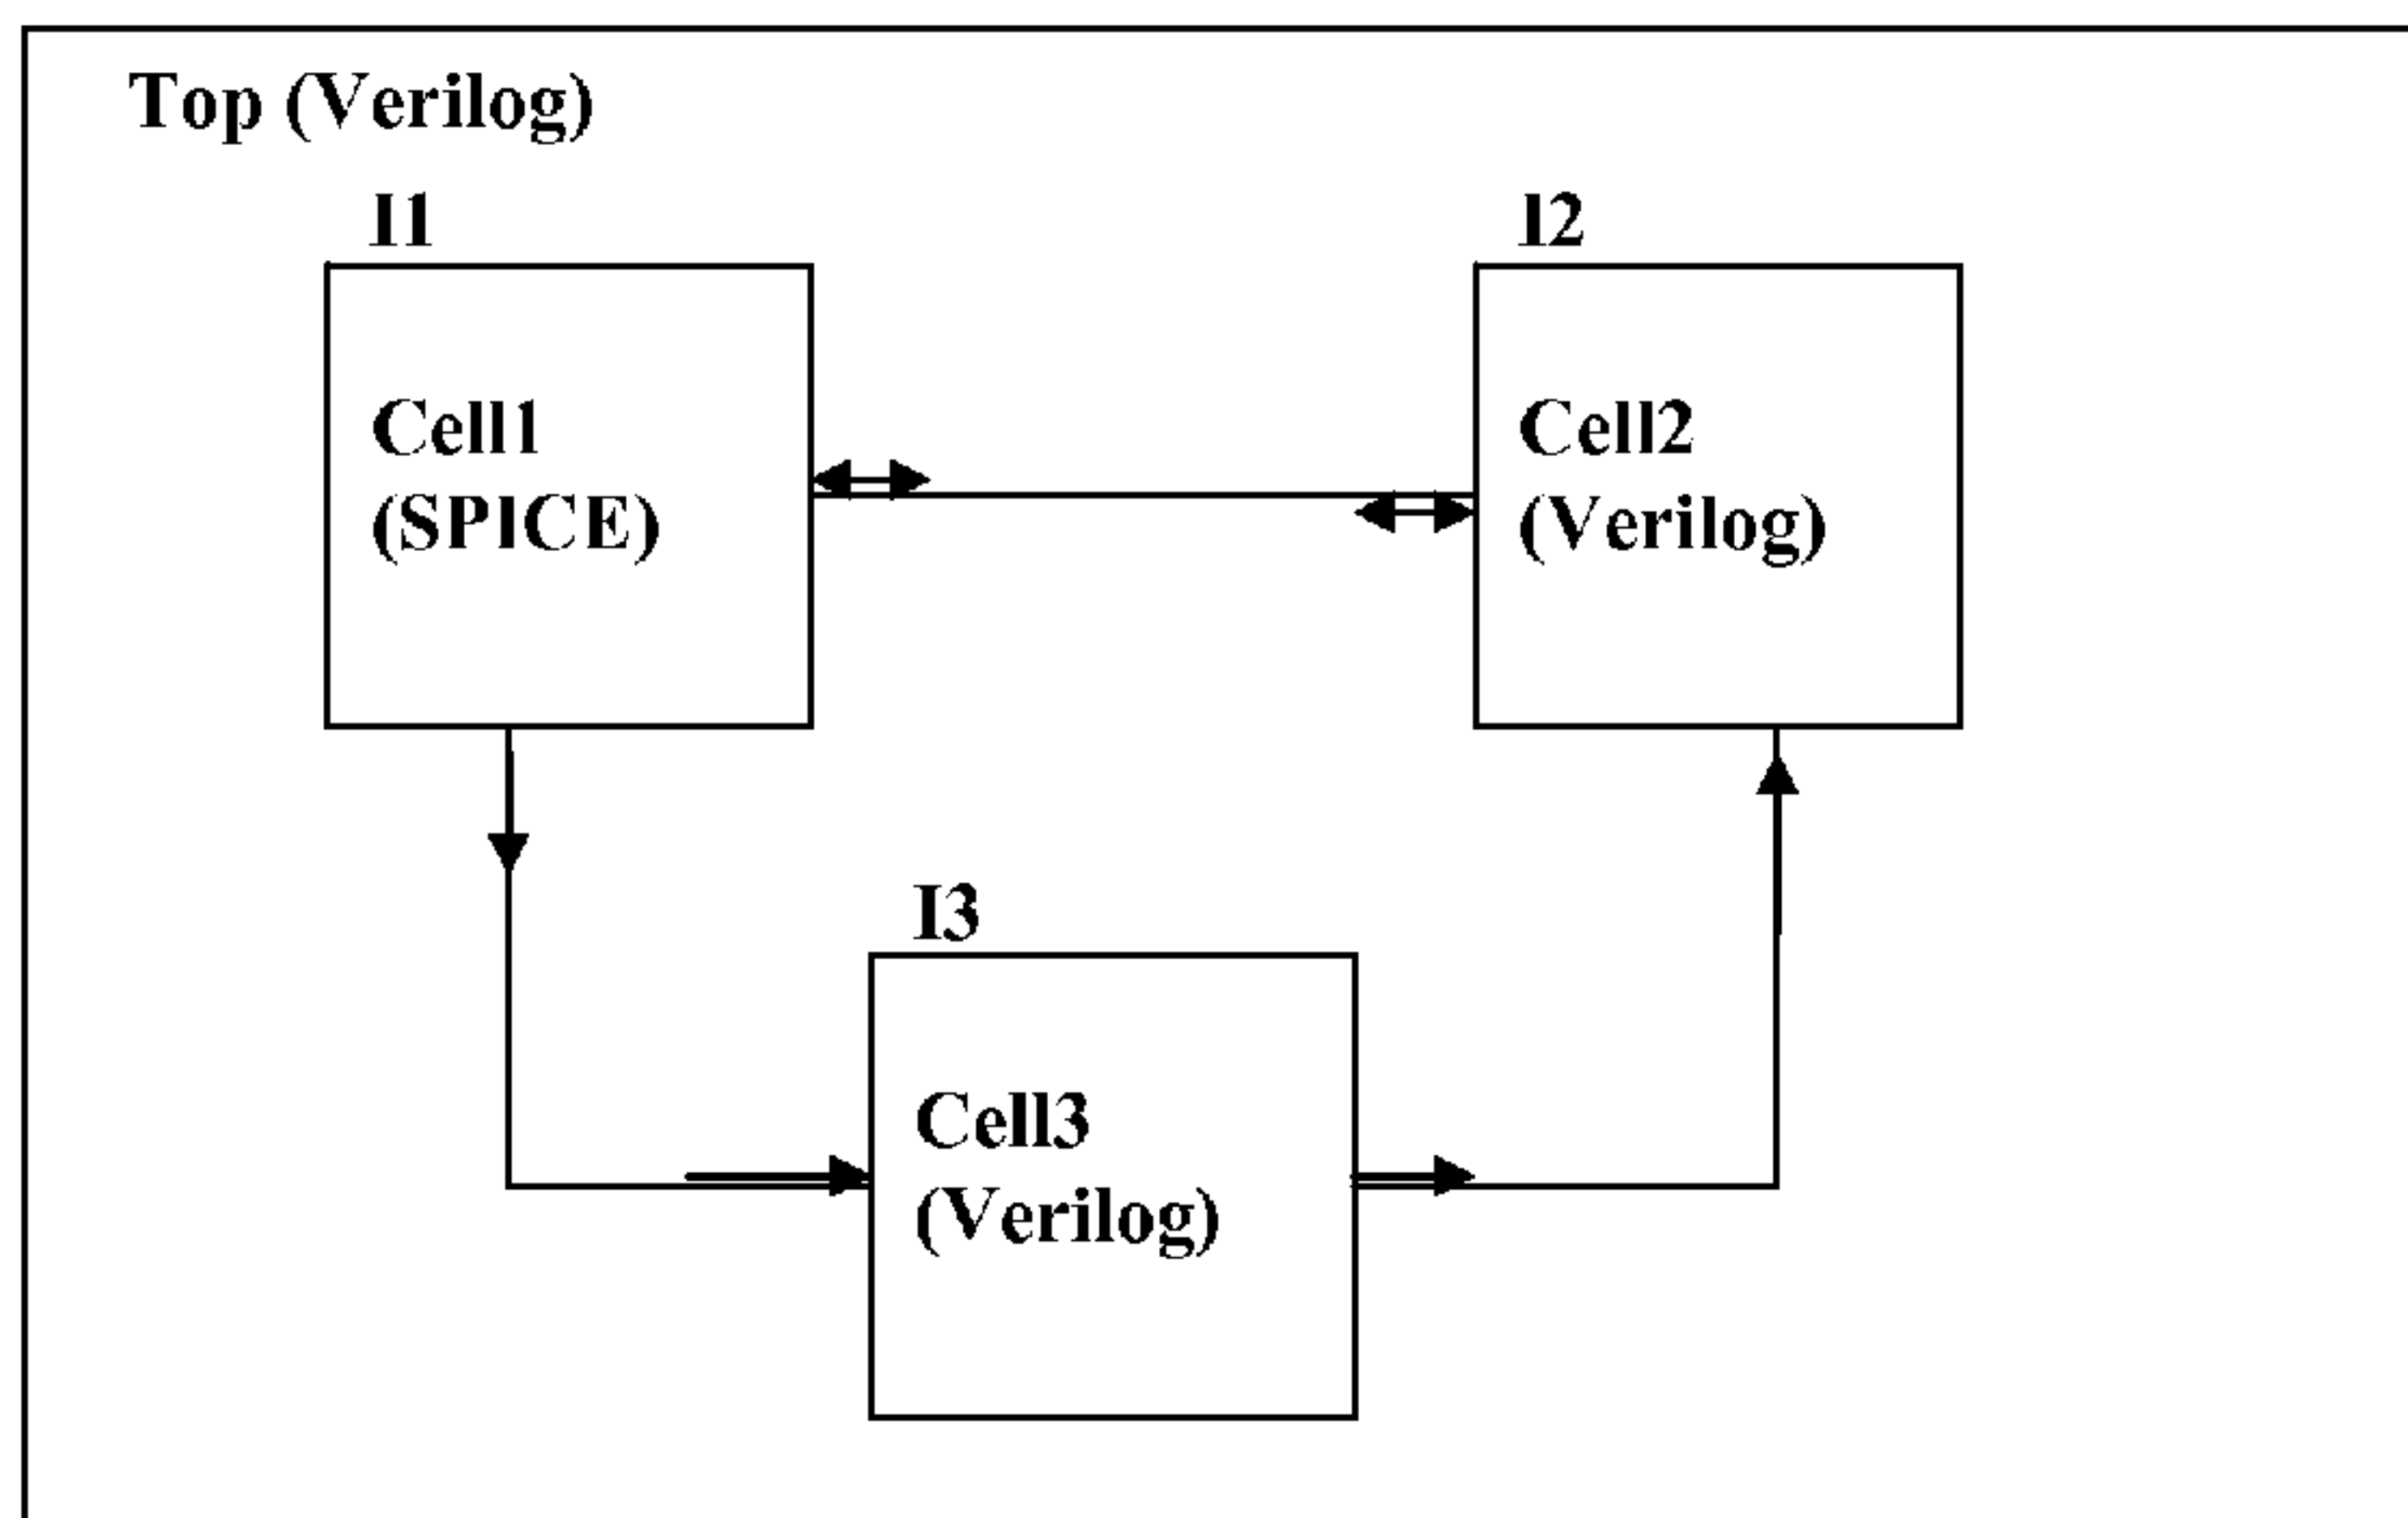 Top (Verilog)
I1
I2
Cell1
(SPICE)
Cell2
(Verilog)
I3
Cell3
(Verilog)